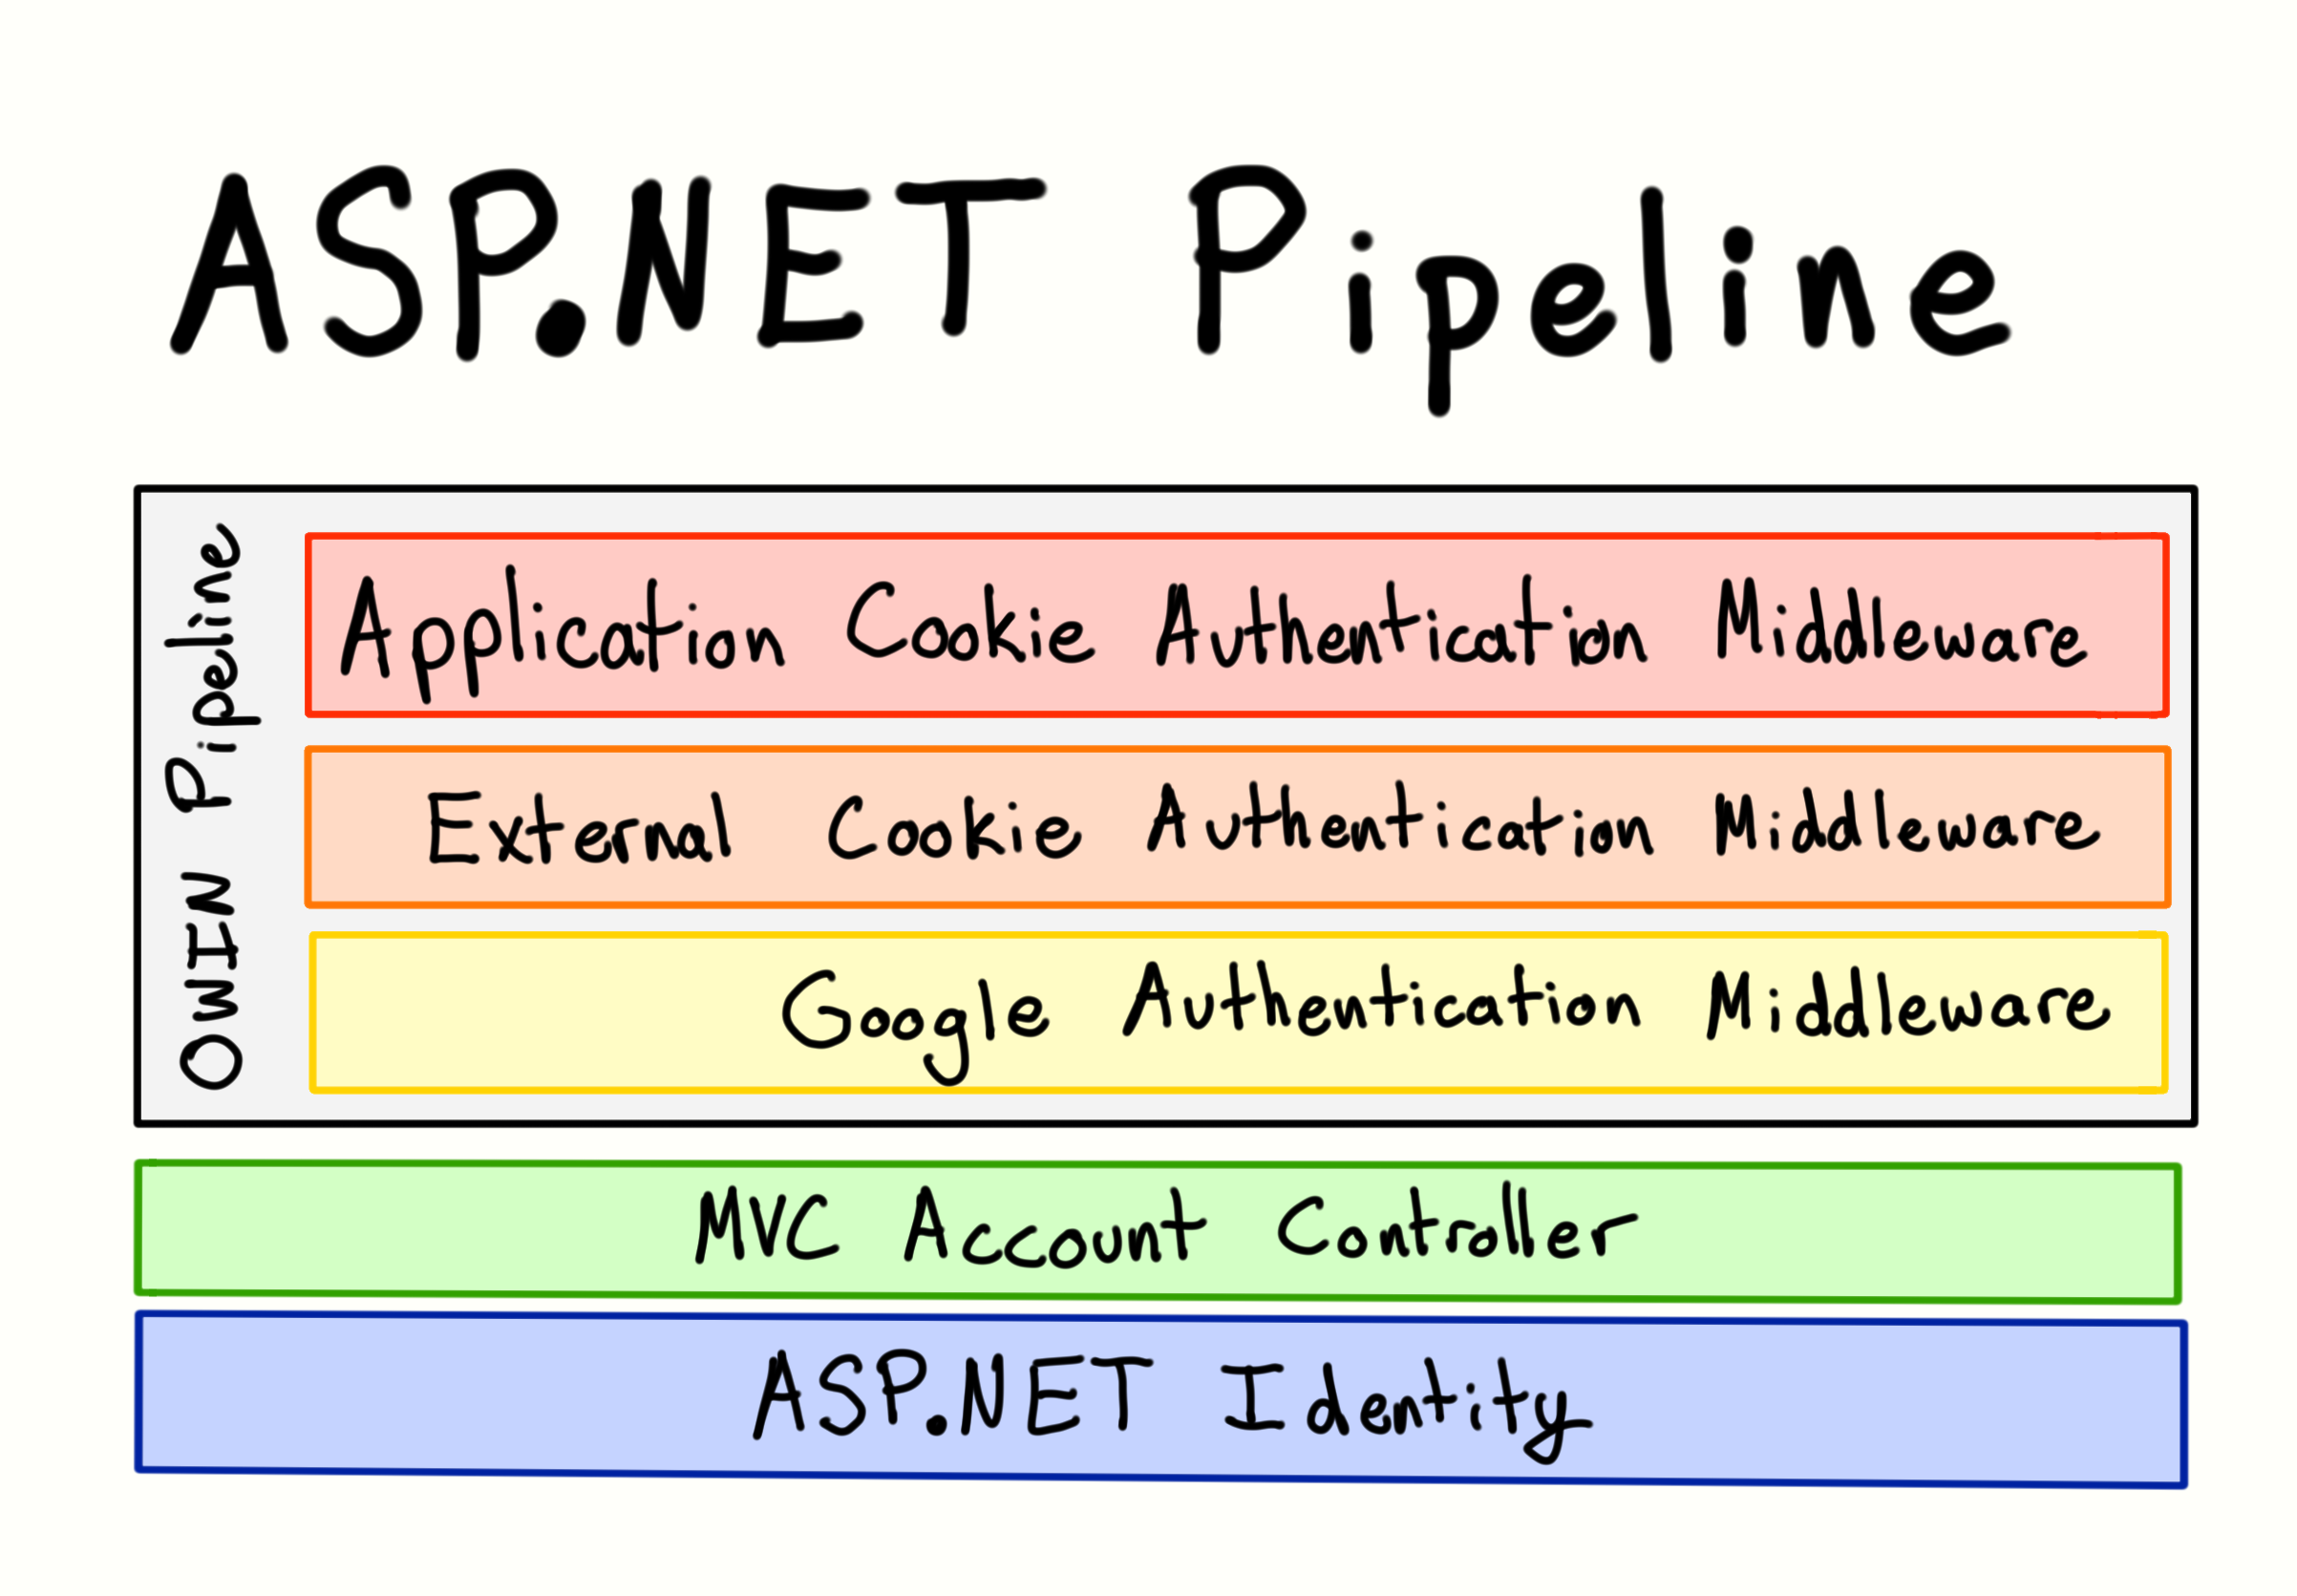 ASP.NET Pipeline
OWIN Pipeline
Application Cookie Authentication Middleware
External Cookie Authentication Middleware
Google Authentication Middleware
MVC Account Controller
ASP.NET Identity